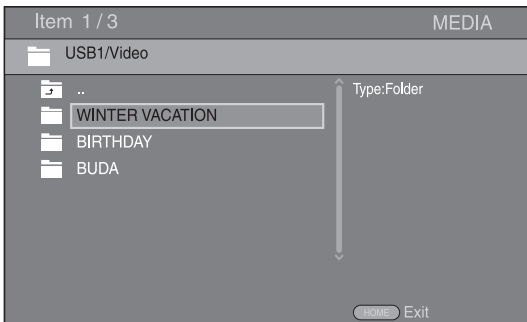 Item 1/3 MEDIA
USB1/Video
.. Type:Folder
WINTER VACATION
BIRTHDAY
BUDA
HOME Exit